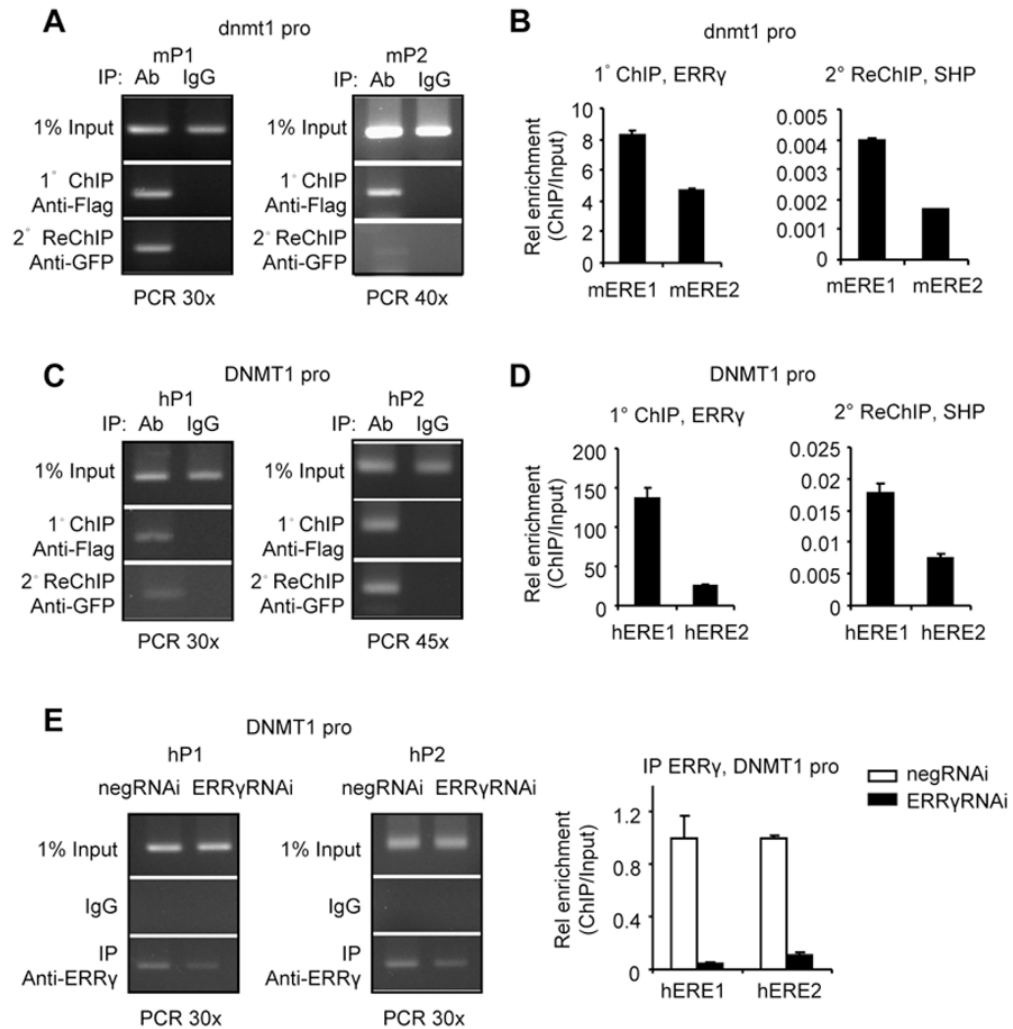 A
dnmt1 pro
mP1
IP: Ab IgG
1% Input
1° ChIP
Anti-Flag
2° ReChIP
Anti-GFP
PCR 30x
mP2
IP: Ab IgG
1% Input
1° ChIP
Anti-Flag
2° ReChIP
Anti-GFP
PCR 40x
B
dnmt1 pro
1° ChIP, ERRγ
Rel enrichment
(ChIP/Input)
10
8
6
4
2
0
mERE1 mERE2
2° ReChIP, SHP
0.005
0.004
0.003
0.002
0.001
0
mERE1 mERE2
C
DNMT1 pro
hP1
IP: Ab IgG
1% Input
1° ChIP
Anti-Flag
2° ReChIP
Anti-GFP
PCR 30x
hP2
IP: Ab IgG
1% Input
1° ChIP
Anti-Flag
2° ReChIP
Anti-GFP
PCR 45x
D
DNMT1 pro
1° ChIP, ERRγ
Rel enrichment
(ChIP/Input)
200
150
100
50
0
hERE1 hERE2
2° ReChIP, SHP
0.025
0.02
0.015
0.01
0.005
0
hERE1 hERE2
E
DNMT1 pro
hP1
negRNAi ERRγRNAi
1% Input
IgG
IP
Anti-ERRγ
PCR 30x
hP2
negRNAi ERRγRNAi
1% Input
IgG
IP
Anti-ERRγ
PCR 30x
IP ERRγ, DNMT1 pro
negRNAi
ERRγRNAi
Rel enrichment
(ChIP/Input)
1.2
0.8
0.4
0
hERE1 hERE2